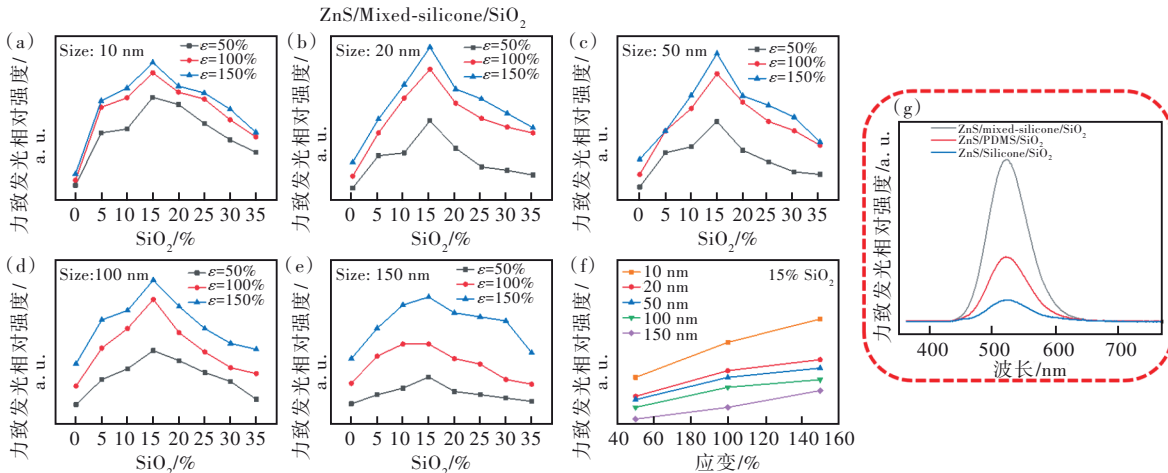 ZnS/Mixed-silicone/SiO₂
(a)
Size: 10 nm
ε=50%
ε=100%
ε=150%
力致发光相对强度/
a. u.
0 5 10 15 20 25 30 35
SiO₂/%
(b)
Size: 20 nm
ε=50%
ε=100%
ε=150%
力致发光相对强度/
a. u.
0 5 10 15 20 25 30 35
SiO₂/%
(c)
Size: 50 nm
ε=50%
ε=100%
ε=150%
力致发光相对强度/
a. u.
0 5 10 15 20 25 30 35
SiO₂/%
(d)
Size:100 nm
ε=50%
ε=100%
ε=150%
力致发光相对强度/
a. u.
0 5 10 15 20 25 30 35
SiO₂/%
(e)
Size: 150 nm
ε=50%
ε=100%
ε=150%
力致发光相对强度/
a. u.
0 5 10 15 20 25 30 35
SiO₂/%
(f)
10 nm
20 nm
50 nm
100 nm
150 nm
15% SiO₂
力致发光相对强度/
a. u.
40 60 80 100 120 140 160
应变/%
(g)
ZnS/mixed-silicone/SiO₂
ZnS/PDMS/SiO₂
ZnS/Silicone/SiO₂
力致发光相对强度/a. u.
400 500 600 700
波长/nm